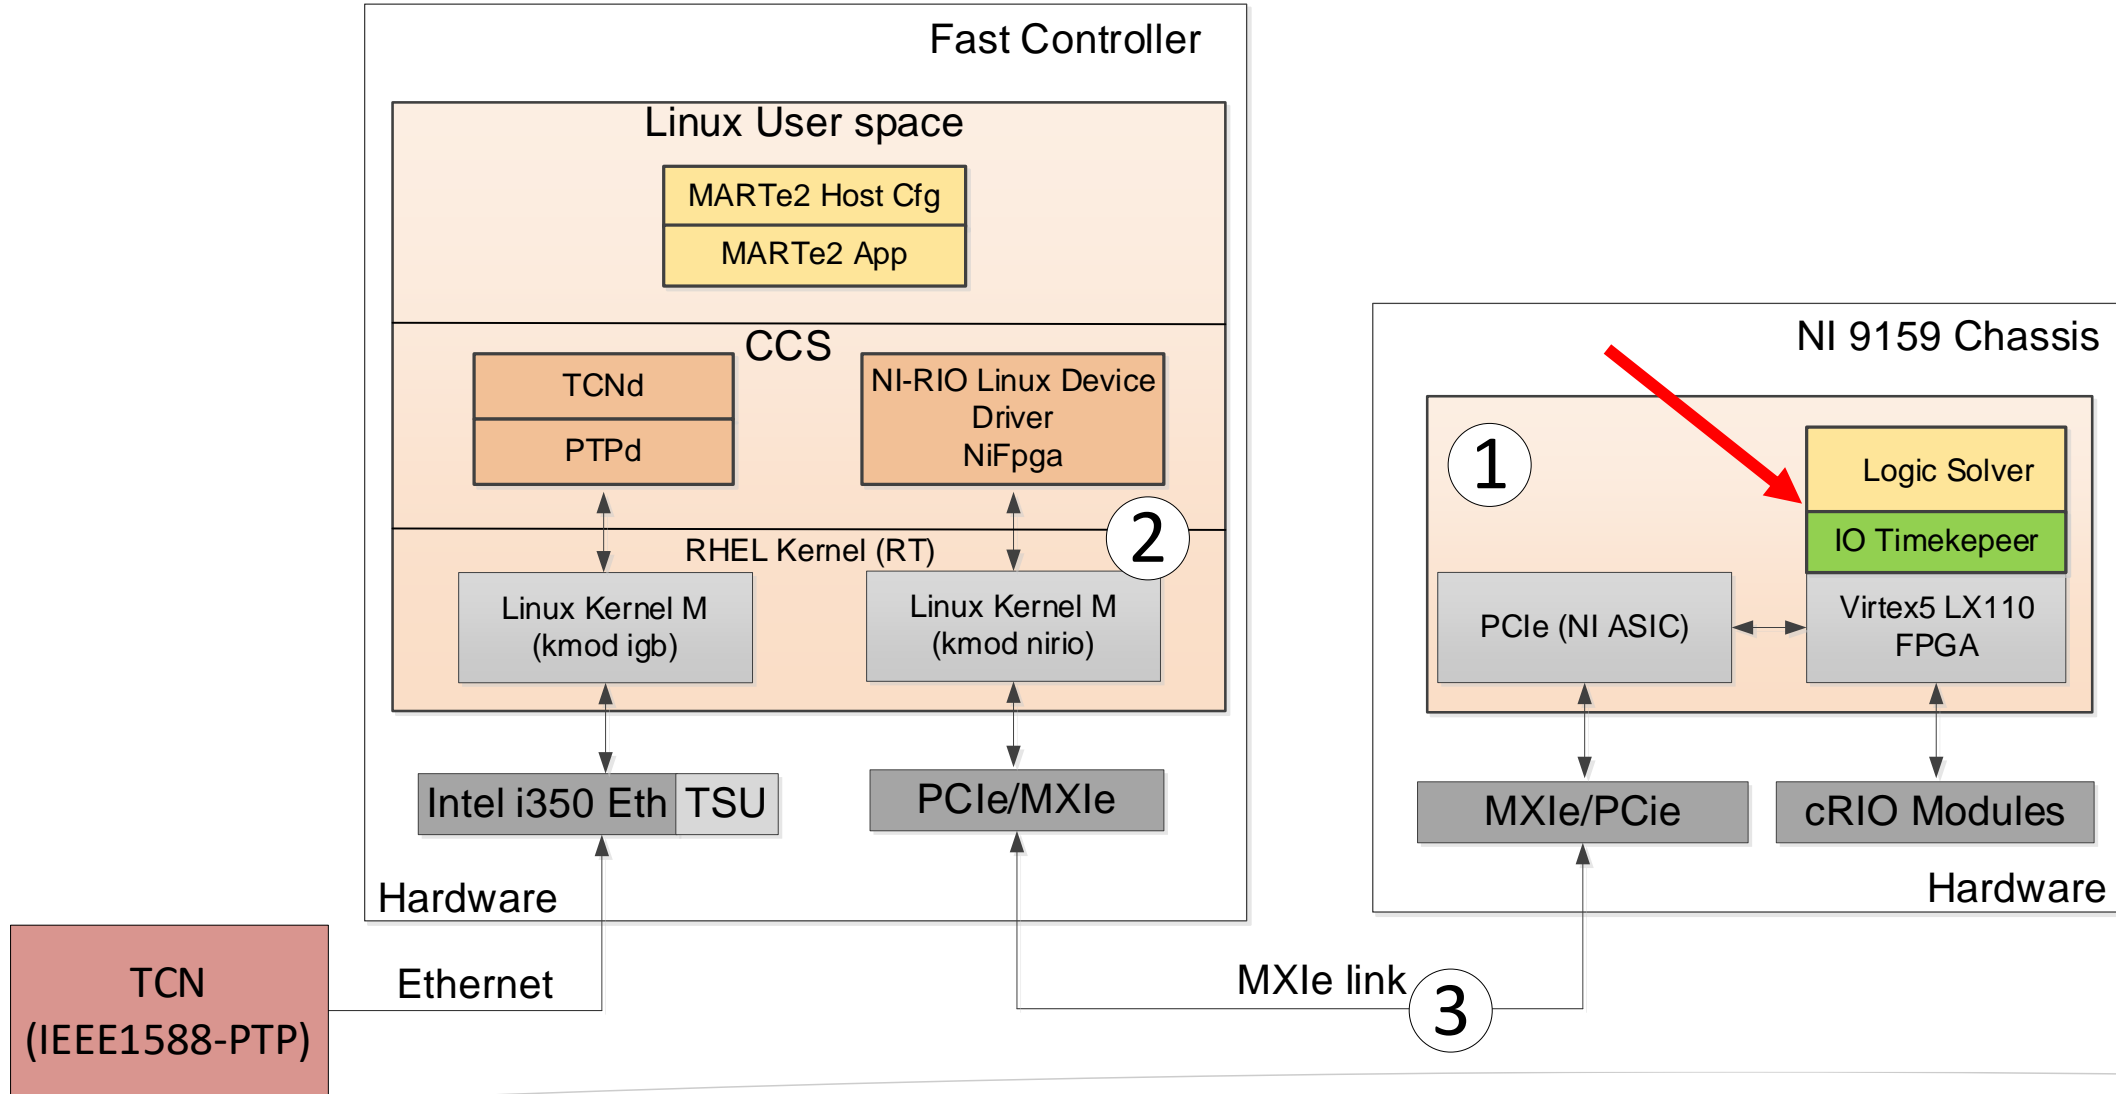 Fast Controller
Linux User space
MARTe2 Host Cfg
MARTe2 App
CCS
TCNd
PTPd
NI-RIO Linux Device
Driver
NiFpga
2
RHEL Kernel (RT)
Linux Kernel M
(kmod igb)
Linux Kernel M
(kmod nirio)
Intel i350 Eth
TSU
PCIe/MXIe
Hardware
NI 9159 Chassis
1
Logic Solver
IO Timekepeer
PCIe (NI ASIC)
Virtex5 LX110
FPGA
MXIe/PCie
cRIO Modules
Hardware
TCN
(IEEE1588-PTP)
Ethernet
MXIe link
3